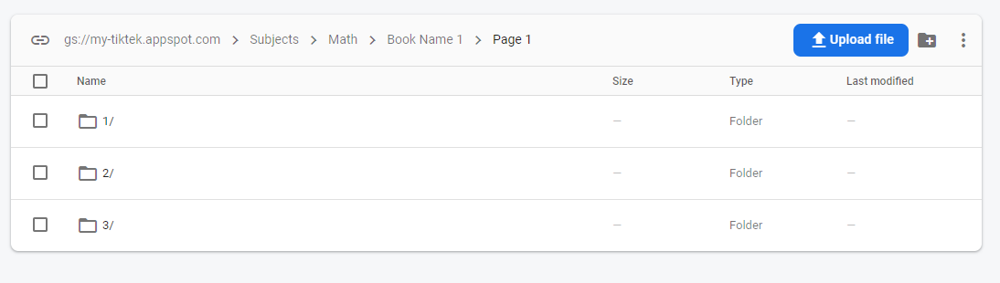 gs://my-tiktek.appspot.com > Subjects > Math > Book Name 1 > Page 1 Upload file
Name Size Type Last modified
1/ — Folder —
2/ — Folder —
3/ — Folder —